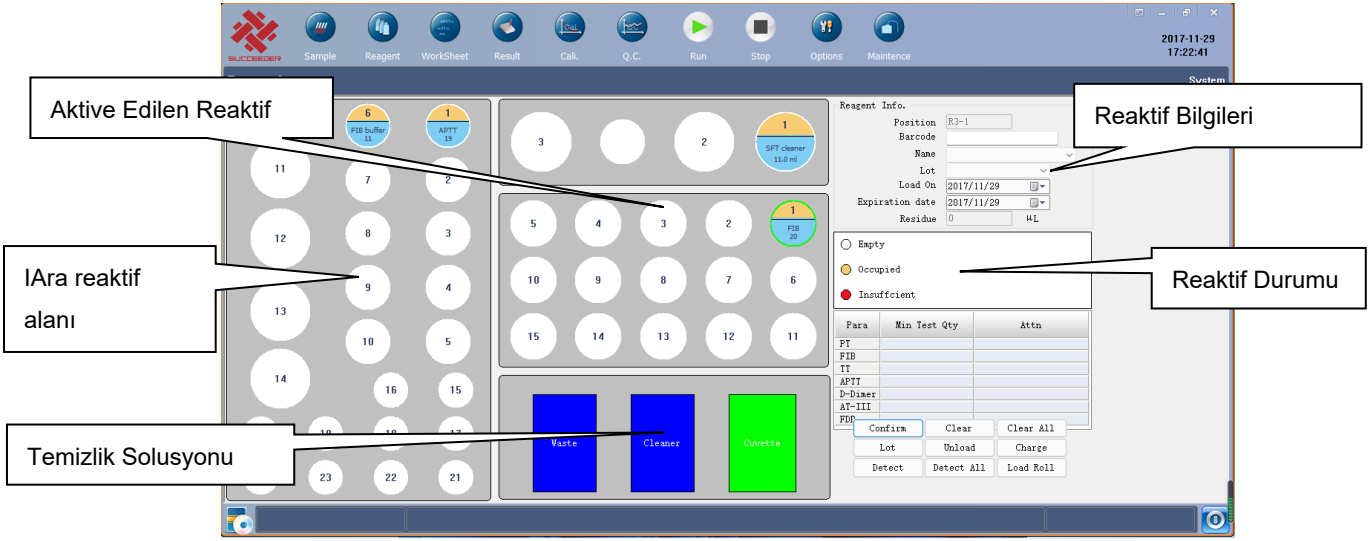 2017-11-29
17:22:41
SUCCEEDER
Sample Reagent WorkSheet Result Cali. Q.C. Run Stop Options Maintence
System
Aktive Edilen Reaktif
Reaktif Bilgileri
IAra reaktif
alanı
Temizlik Solusyonu
Reaktif Durumu
6
FIB buffer
11
1
APTT
19
11 7 2
12 8 3
13 9 4
10 5
14 16 15
23 22 21
3 2
1
SFT cleaner
11.0 ml
5 4 3 2
1
FIB
20
10 9 8 7 6
15 14 13 12 11
Waste Cleaner Cuvette
Reagent Info.
Position R3-1
Barcode
Name
Lot
Load On 2017/11/29
Expiration date 2017/11/29
Residue 0 μL
Empty
Occupied
Insuffcient
Para Min Test Qty Attn
PT
FIB
TT
APTT
D-Dimer
AT-III
FDP
Confirm Clear Clear All
Lot Unload Charge
Detect Detect All Load Roll